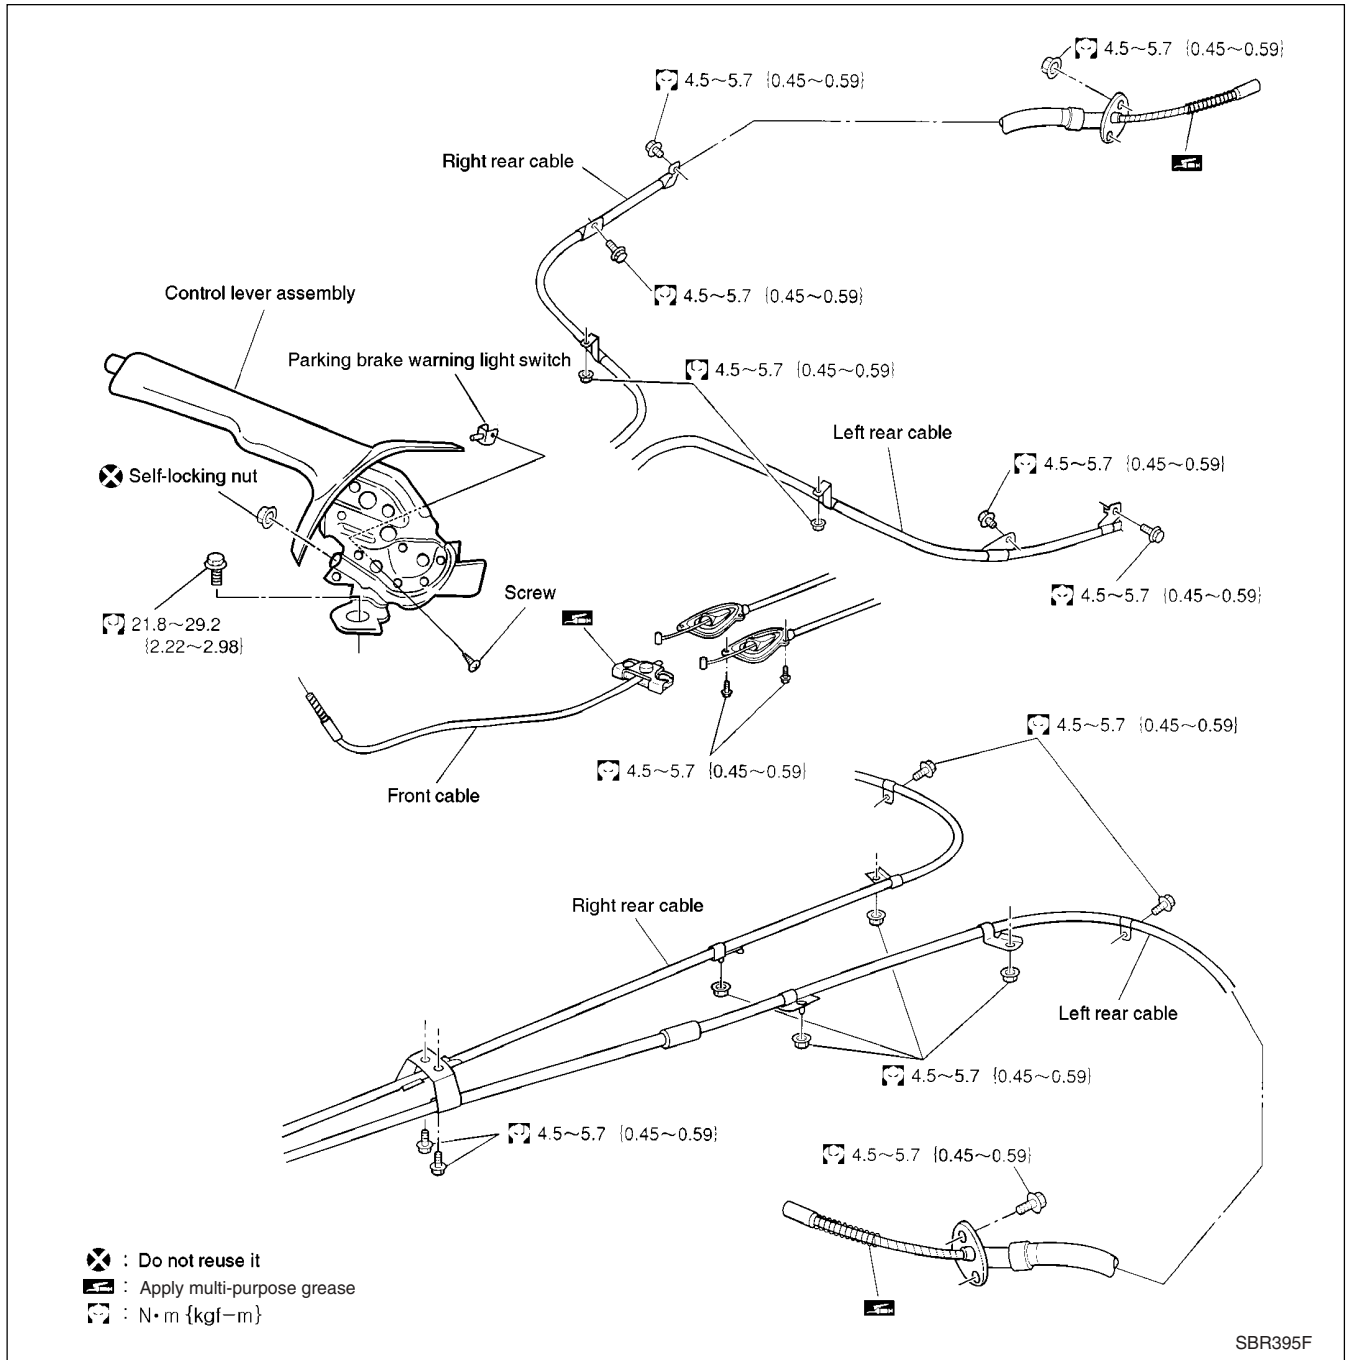 4.5～5.7 {0.45～0.59}
4.5～5.7 {0.45～0.59}
Right rear cable
4.5～5.7 {0.45～0.59}
Control lever assembly
Parking brake warning light switch
4.5～5.7 {0.45～0.59}
Left rear cable
Self-locking nut
4.5～5.7 {0.45～0.59}
Screw
4.5～5.7 {0.45～0.59}
21.8～29.2
{2.22～2.98}
4.5～5.7 {0.45～0.59}
4.5～5.7 {0.45～0.59}
Front cable
Right rear cable
Left rear cable
4.5～5.7 {0.45～0.59}
4.5～5.7 {0.45～0.59}
4.5～5.7 {0.45～0.59}
: Do not reuse it
: Apply multi-purpose grease
: N•m {kgf-m}
SBR395F